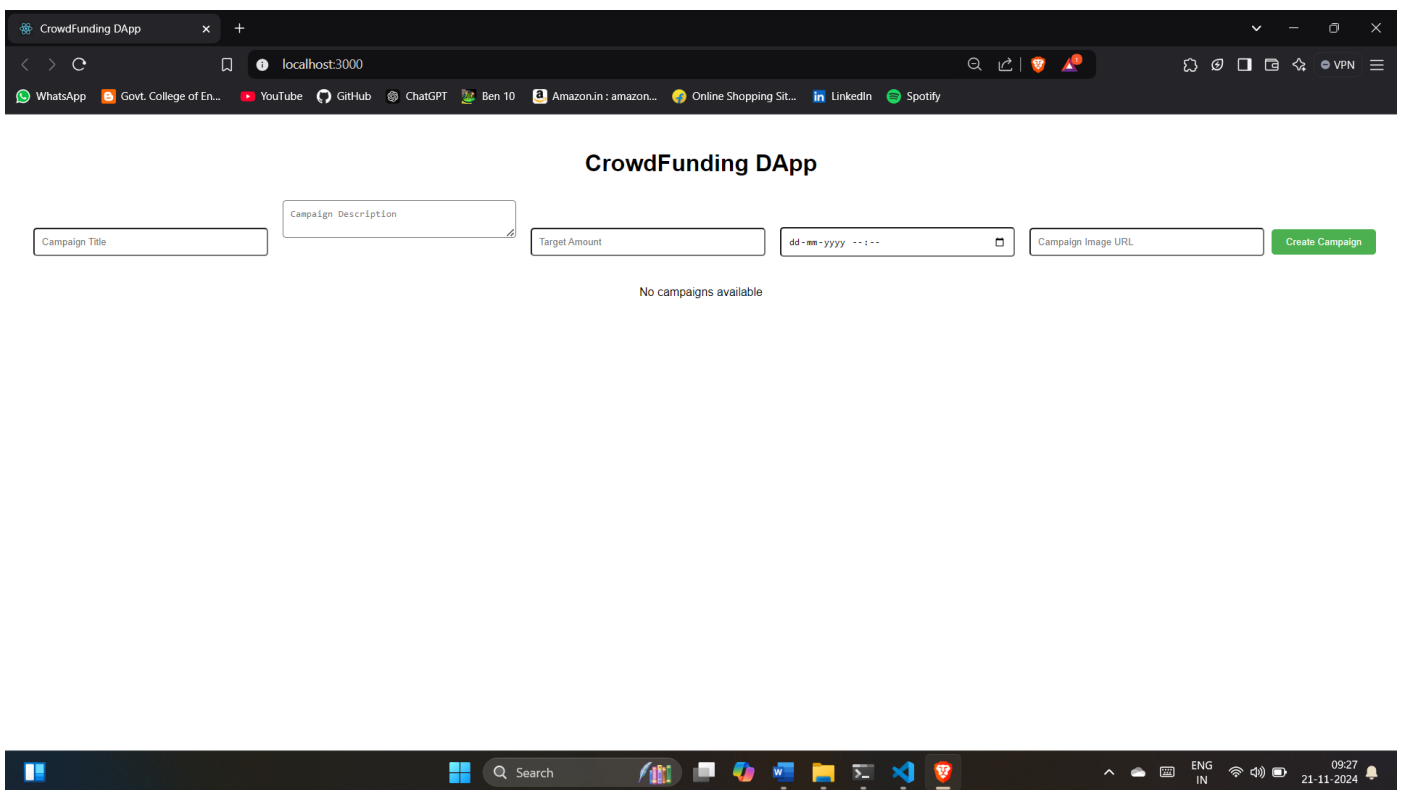 CrowdFunding DApp
localhost:3000
VPN
WhatsApp Govt. College of En... YouTube GitHub ChatGPT Ben 10 Amazon.in : amazon... Online Shopping Sit... LinkedIn Spotify
CrowdFunding DApp
Campaign Title
Campaign Description
Target Amount
dd-mm-yyyy --:--
Campaign Image URL
Create Campaign
No campaigns available
Search
ENG
IN
09:27
21-11-2024